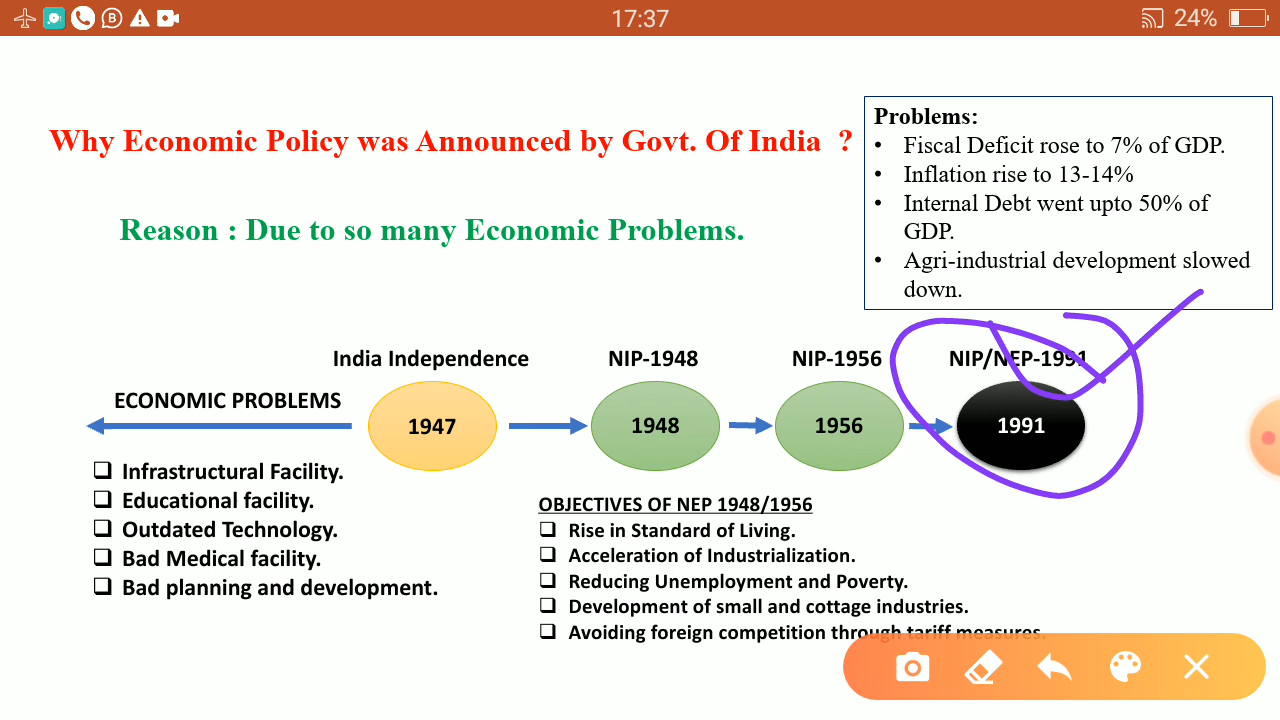 17:37
24%
Why Economic Policy was Announced by Govt. Of India ?
Reason : Due to so many Economic Problems.
Problems:
• Fiscal Deficit rose to 7% of GDP.
• Inflation rise to 13-14%
• Internal Debt went upto 50% of
GDP.
• Agri-industrial development slowed
down.
India Independence
NIP-1948
NIP-1956
NIP/NEP-1991
ECONOMIC PROBLEMS
1947
1948
1956
1991
❑ Infrastructural Facility.
❑ Educational facility.
❑ Outdated Technology.
❑ Bad Medical facility.
❑ Bad planning and development.
OBJECTIVES OF NEP 1948/1956
❑ Rise in Standard of Living.
❑ Acceleration of Industrialization.
❑ Reducing Unemployment and Poverty.
❑ Development of small and cottage industries.
❑ Avoiding foreign competition through tariff measures.